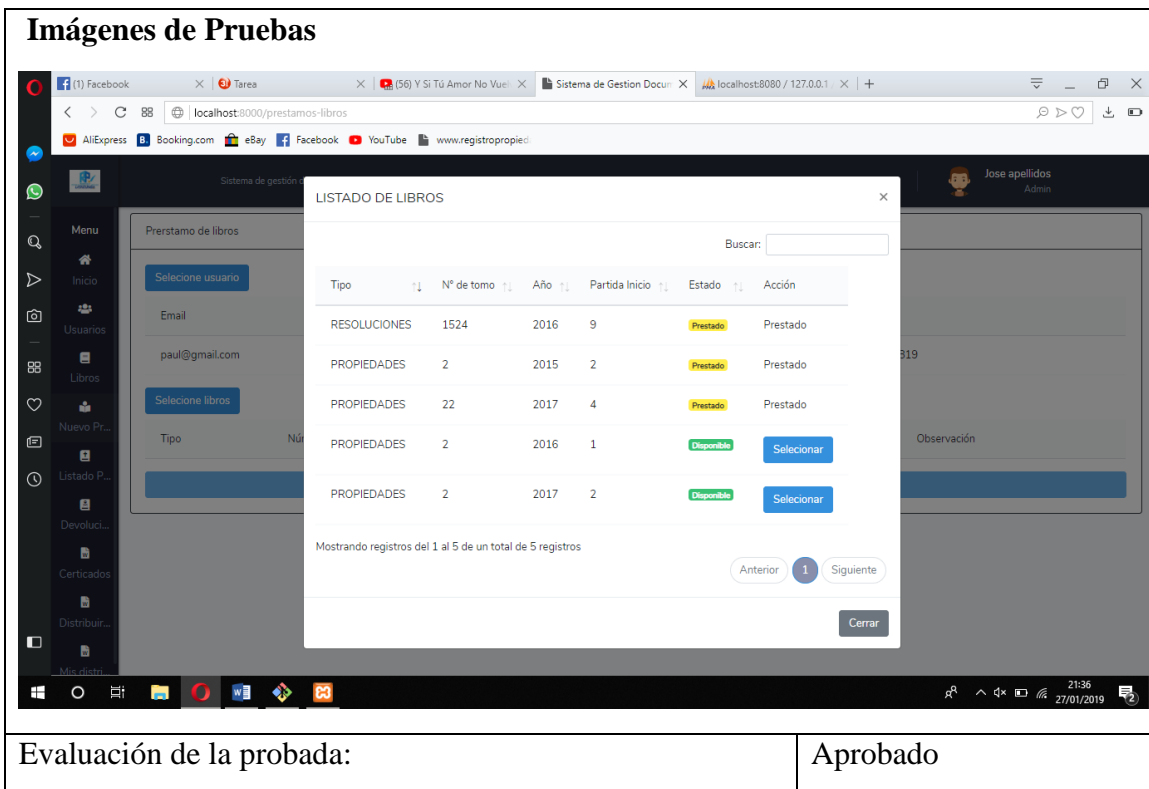 Imágenes de Pruebas
(1) Facebook
Tarea
(56) Y Si Tú Amor No Vuel
Sistema de Gestion Docum
localhost:8080 / 127.0.0.1
localhost:8000/prestamos-libros
AliExpress
Booking.com
eBay
Facebook
YouTube
www.registropropied
Sistema de gestión d
Jose apellidos
Admin
LISTADO DE LIBROS
×
Menu
Inicio
Usuarios
Libros
Nuevo Pr...
Listado P...
Devoluci...
Certicados
Distribuir...
Mis distri...
Prerstamo de libros
Selecione usuario
Email
paul@gmail.com
319
Selecione libros
Tipo
Núr
Observación
Buscar:
Tipo N° de tomo Año Partida Inicio Estado Acción
RESOLUCIONES 1524 2016 9 Prestado Prestado
PROPIEDADES 2 2015 2 Prestado Prestado
PROPIEDADES 22 2017 4 Prestado Prestado
PROPIEDADES 2 2016 1 Disponible Selecionar
PROPIEDADES 2 2017 2 Disponible Selecionar
Mostrando registros del 1 al 5 de un total de 5 registros
Anterior 1 Siguiente
Cerrar
21:36
27/01/2019
Evaluación de la probada:
Aprobado